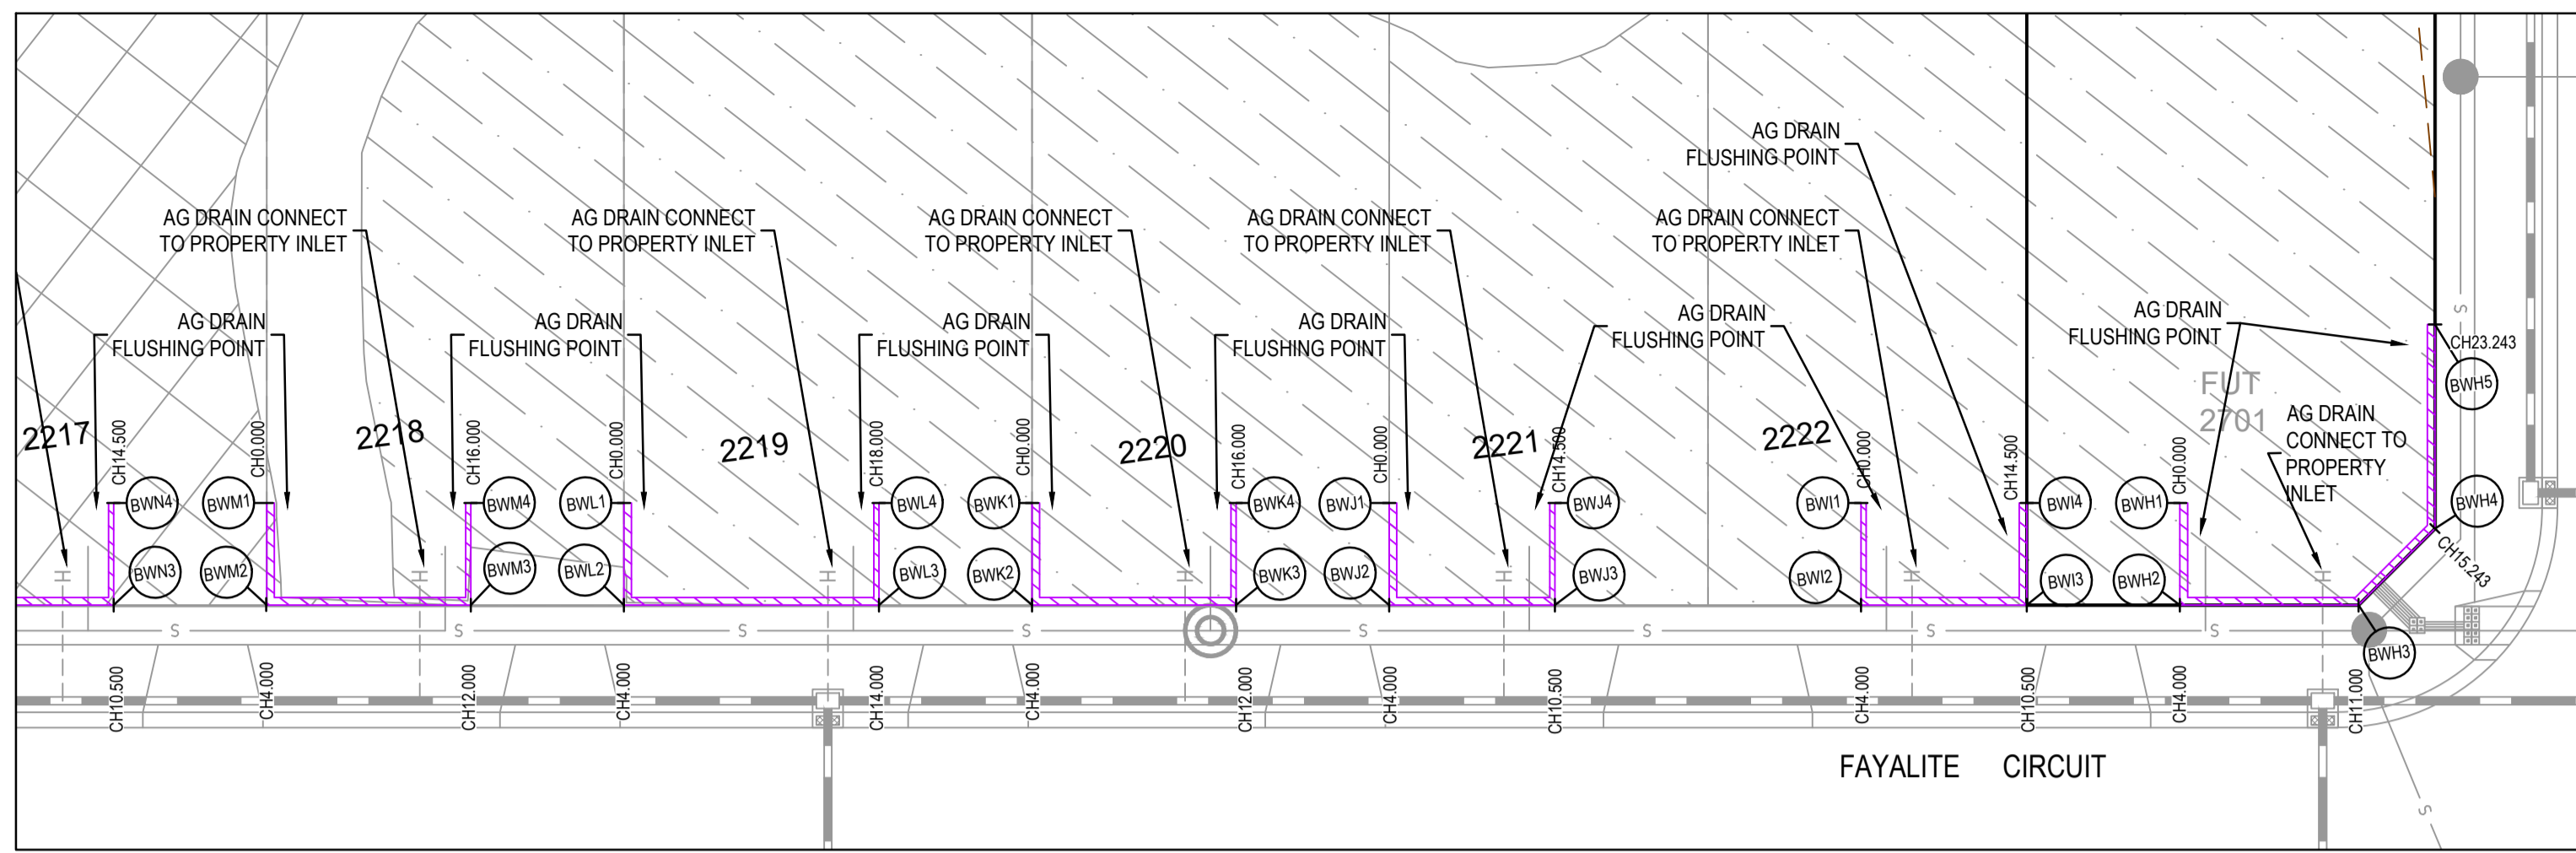 AG DRAIN
FLUSHING POINT
AG DRAIN CONNECT
TO PROPERTY INLET
AG DRAIN CONNECT
TO PROPERTY INLET
AG DRAIN CONNECT
TO PROPERTY INLET
AG DRAIN CONNECT
TO PROPERTY INLET
AG DRAIN CONNECT
TO PROPERTY INLET
AG DRAIN
FLUSHING POINT
AG DRAIN
FLUSHING POINT
AG DRAIN
FLUSHING POINT
AG DRAIN
FLUSHING POINT
AG DRAIN
FLUSHING POINT
AG DRAIN
FLUSHING POINT
S
CH23.243
BWH5
FUT
2701
AG DRAIN
CONNECT TO
PROPERTY
INLET
2217
CH14.500
CH0.000
2218
CH16.000
CH0.000
2219
CH18.000
CH0.000
2220
CH16.000
CH0.000
2221
CH14.500
2222
CH0.000
CH14.500
CH0.000
BWN4
BWM1
BWM4
BWL1
BWL4
BWK1
BWK4
BWJ1
BWJ4
BWI1
BWI4
BWH1
BWH4
CH15.243
BWN3
BWM2
BWM3
BWL2
BWL3
BWK2
BWK3
BWJ2
BWJ3
BWI2
BWI3
BWH2
H
H
H
H
H
H
H
BWH3
S
S
S
S
S
S
S
S
CH10.500
CH4.000
CH12.000
CH4.000
CH14.000
CH4.000
CH12.000
CH4.000
CH10.500
CH4.000
CH10.500
CH4.000
CH11.000
FAYALITE CIRCUIT
S